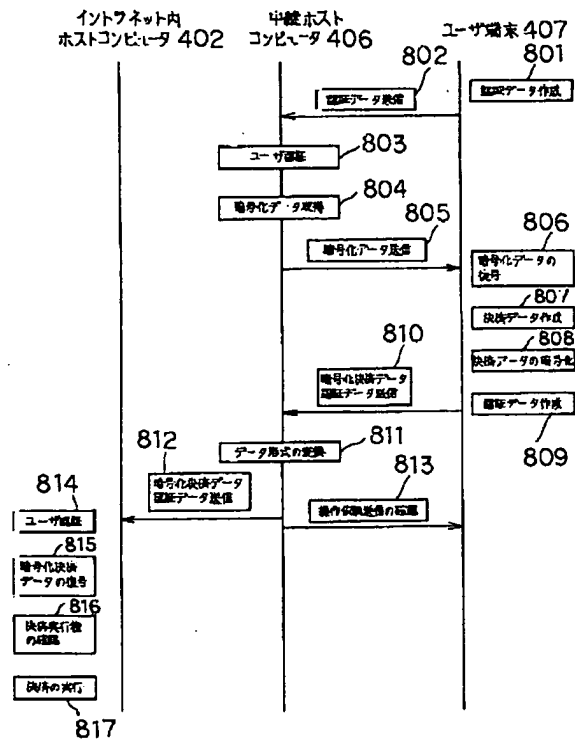 イントラネット内
ホストコンピュータ 402
中継ホスト
コンピュータ 406
ユーザ端末 407
802
801
認証データ送信
認証データ作成
803
ユーザ認証
804
暗号化データ取得
805
暗号化データ送信
806
暗号化データの
復号
807
決済データ作成
808
決済データの暗号化
810
暗号化決済データ
認証データ送信
認証データ作成
809
811
データ形式の変換
812
暗号化決済データ
認証データ送信
813
操作依頼送信の確認
814
ユーザ認証
815
暗号化決済
データの復号
816
決済実行権
の確認
決済の実行
817